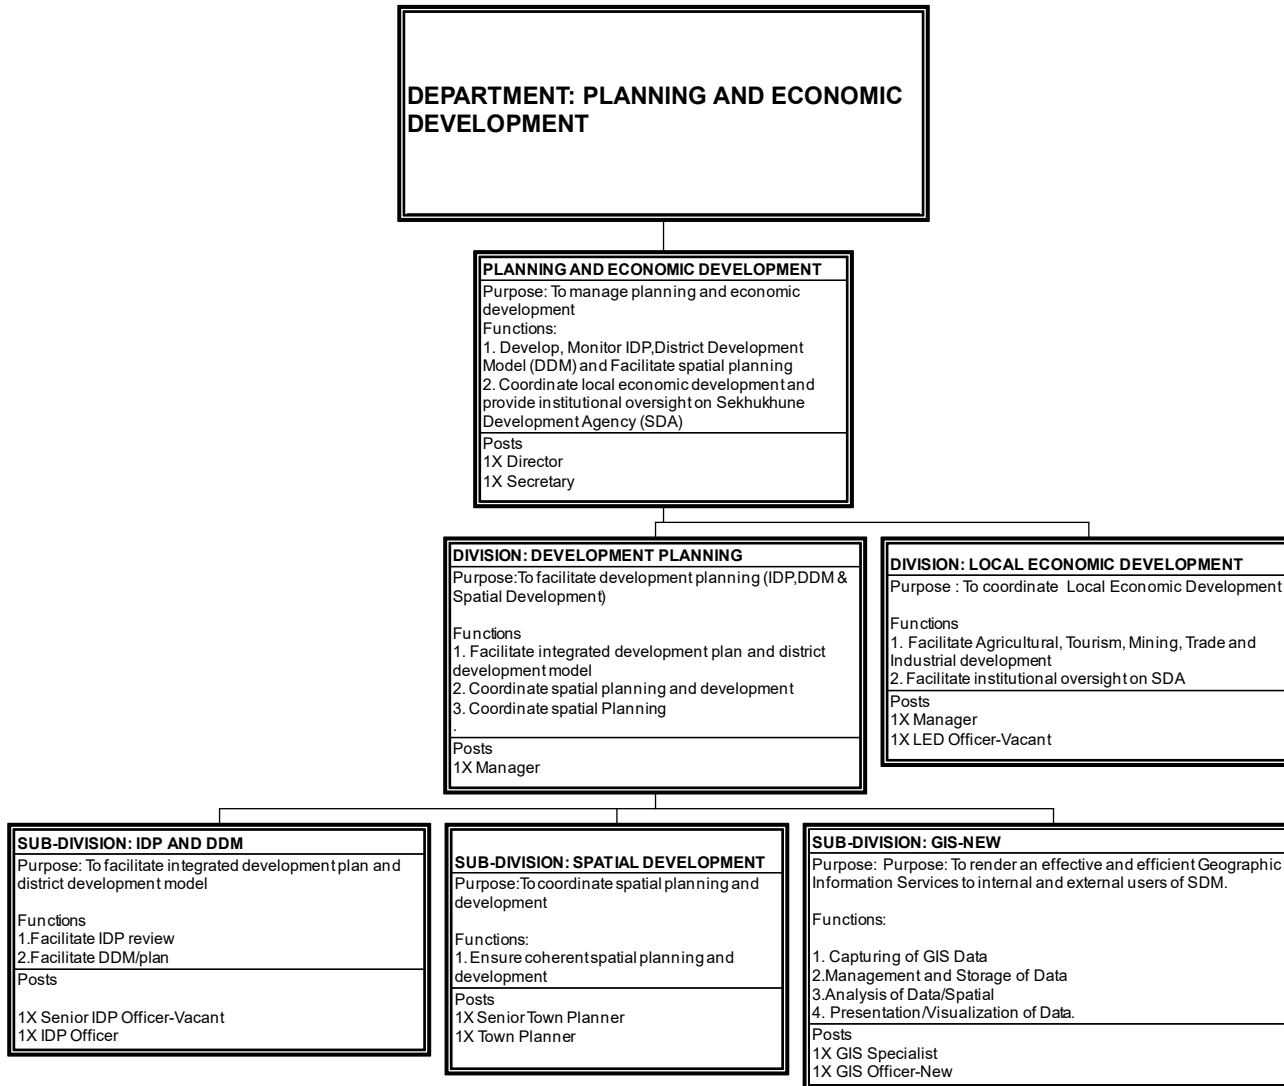 DEPARTMENT: PLANNING AND ECONOMIC
DEVELOPMENT
PLANNING AND ECONOMIC DEVELOPMENT
Purpose: To manage planning and economic
development
Functions:
1. Develop, Monitor IDP,District Development
Model (DDM) and Facilitate spatial planning
2. Coordinate local economic development and
provide institutional oversight on Sekhukhune
Development Agency (SDA)
Posts
1X Director
1X Secretary
DIVISION: DEVELOPMENT PLANNING
Purpose:To facilitate development planning (IDP,DDM &
Spatial Development)
Functions
1. Facilitate integrated development plan and district
development model
2. Coordinate spatial planning and development
3. Coordinate spatial Planning
.
Posts
1X Manager
DIVISION: LOCAL ECONOMIC DEVELOPMENT
Purpose : To coordinate Local Economic Development
Functions
1. Facilitate Agricultural, Tourism, Mining, Trade and
Industrial development
2. Facilitate institutional oversight on SDA
Posts
1X Manager
1X LED Officer-Vacant
SUB-DIVISION: IDP AND DDM
Purpose: To facilitate integrated development plan and
district development model
Functions
1.Facilitate IDP review
2.Facilitate DDM/plan
Posts
1X Senior IDP Officer-Vacant
1X IDP Officer
SUB-DIVISION: SPATIAL DEVELOPMENT
Purpose:To coordinate spatial planning and
development
Functions:
1. Ensure coherent spatial planning and
development
Posts
1X Senior Town Planner
1X Town Planner
SUB-DIVISION: GIS-NEW
Purpose: Purpose: To render an effective and efficient Geographic
Information Services to internal and external users of SDM.
Functions:
1. Capturing of GIS Data
2.Management and Storage of Data
3.Analysis of Data/Spatial
4. Presentation/Visualization of Data.
Posts
1X GIS Specialist
1X GIS Officer-New